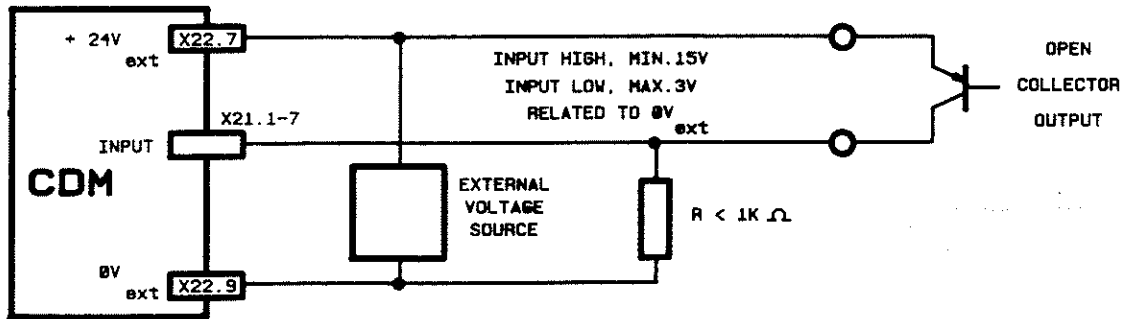 + 24V ext
X22.7
INPUT HIGH, MIN.15V
INPUT LOW, MAX.3V
RELATED TO 0V ext
OPEN
COLLECTOR
OUTPUT
X21.1-7
INPUT
CDM
EXTERNAL
VOLTAGE
SOURCE
R < 1K Ω
0V ext
X22.9